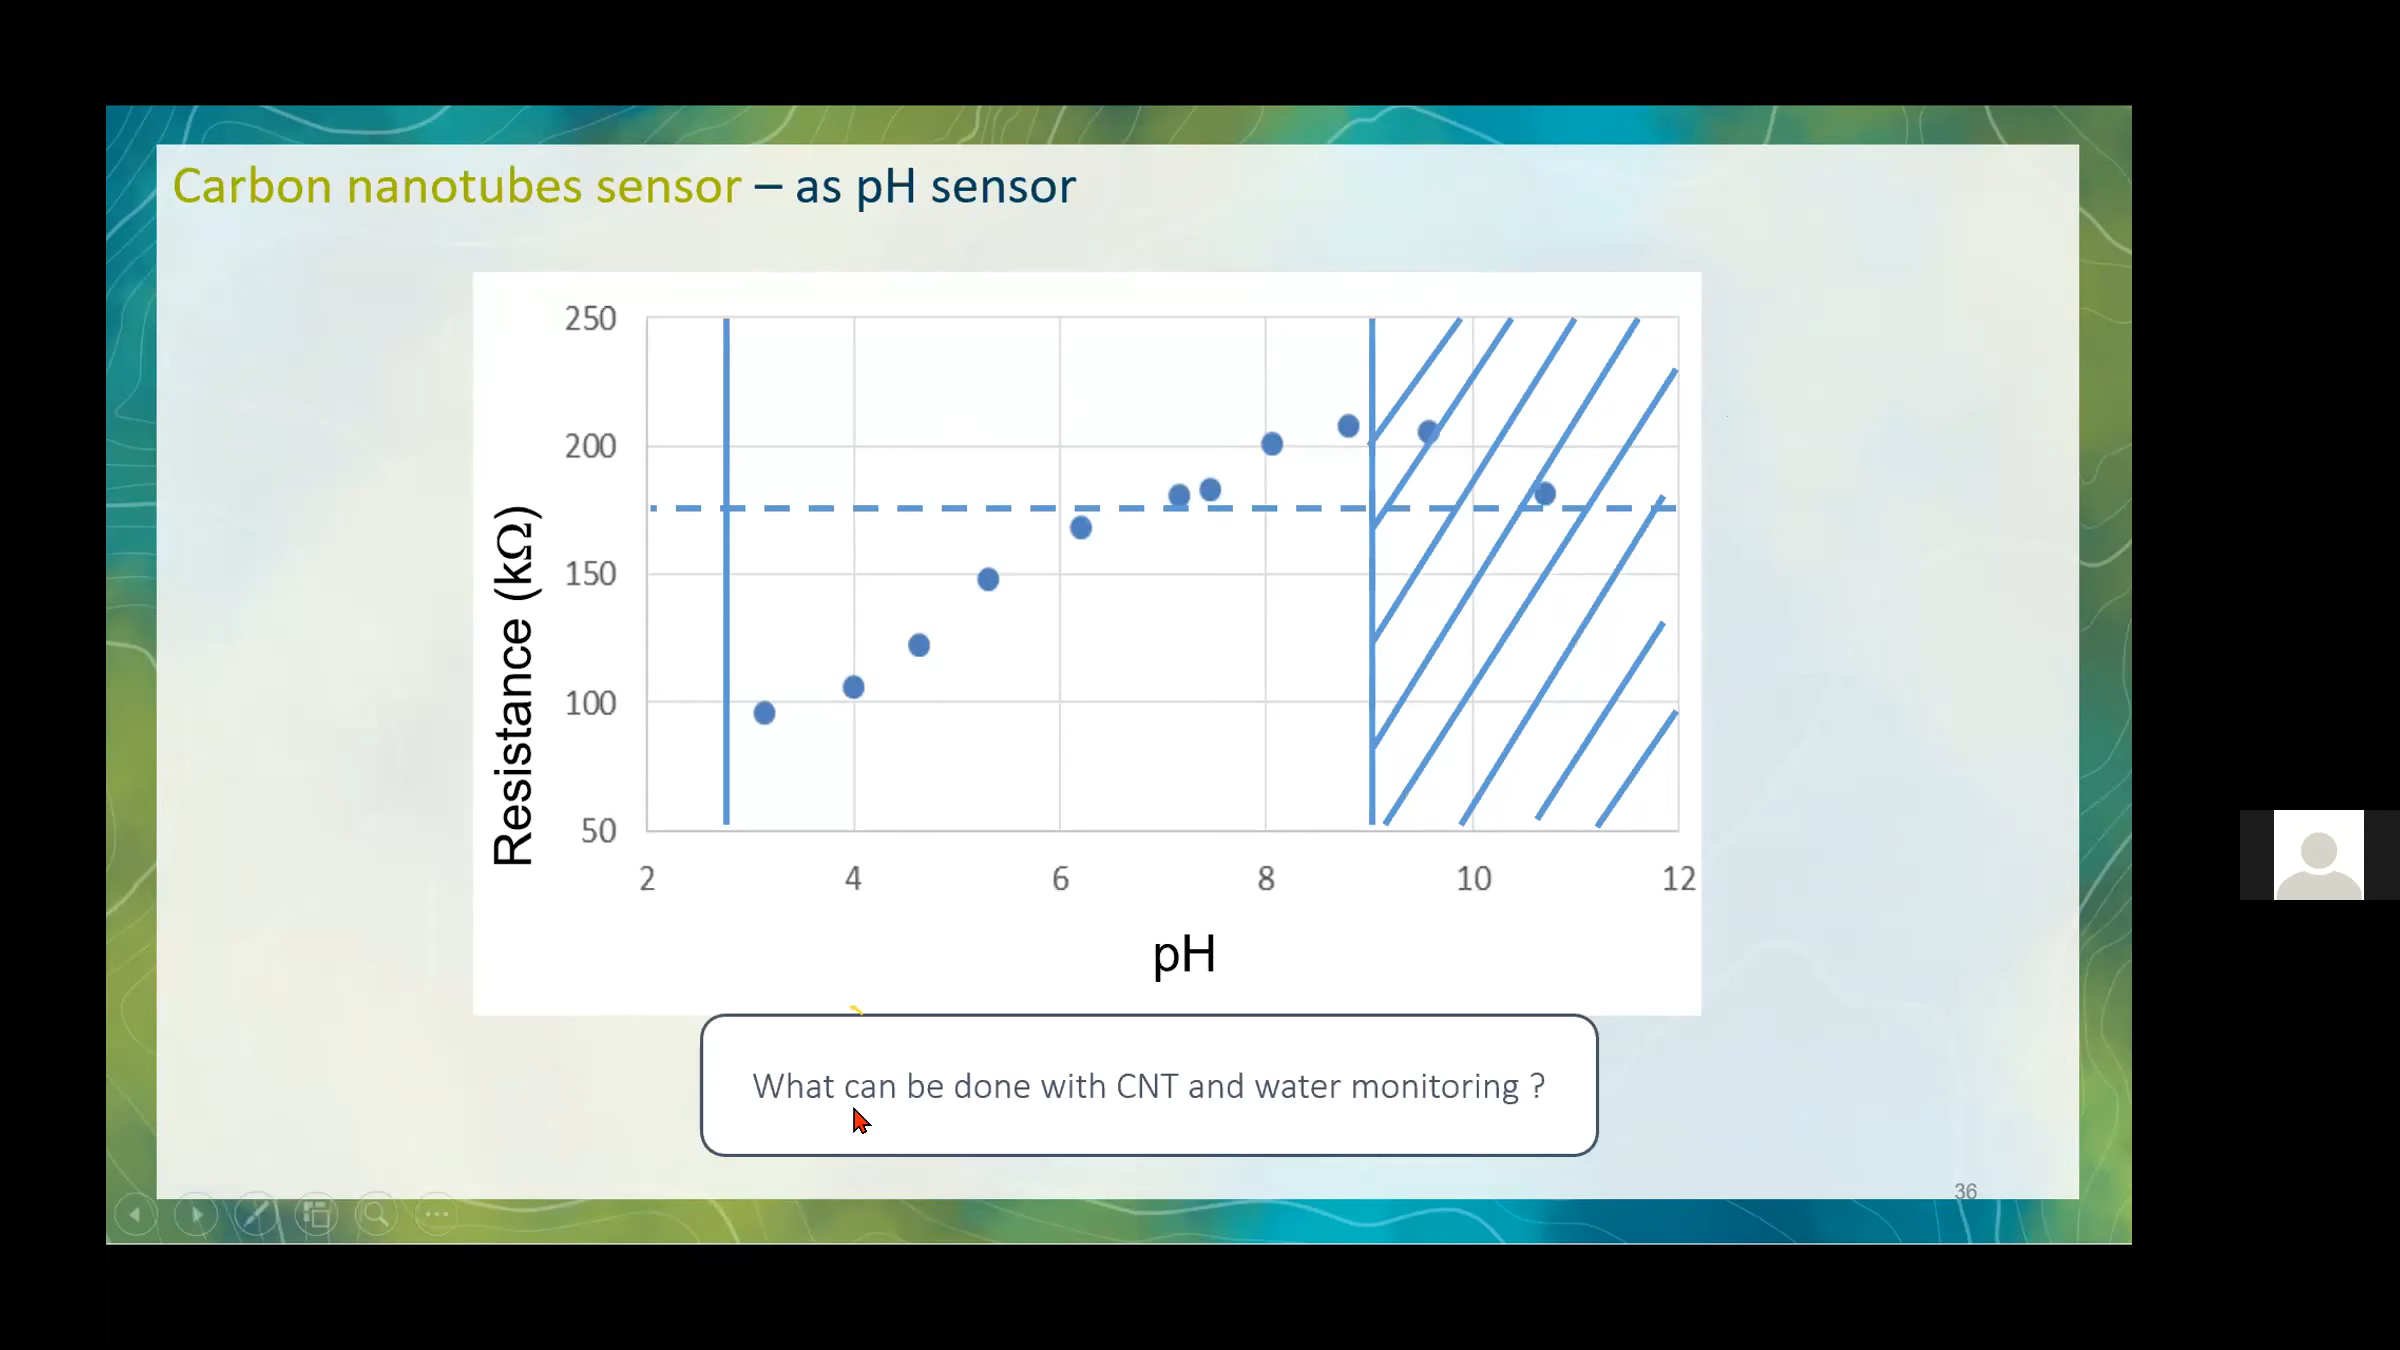 Carbon nanotubes sensor – as pH sensor
250
200
150
100
50
Resistance (kΩ)
2 4 6 8 10 12
pH
What can be done with CNT and water monitoring ?
36